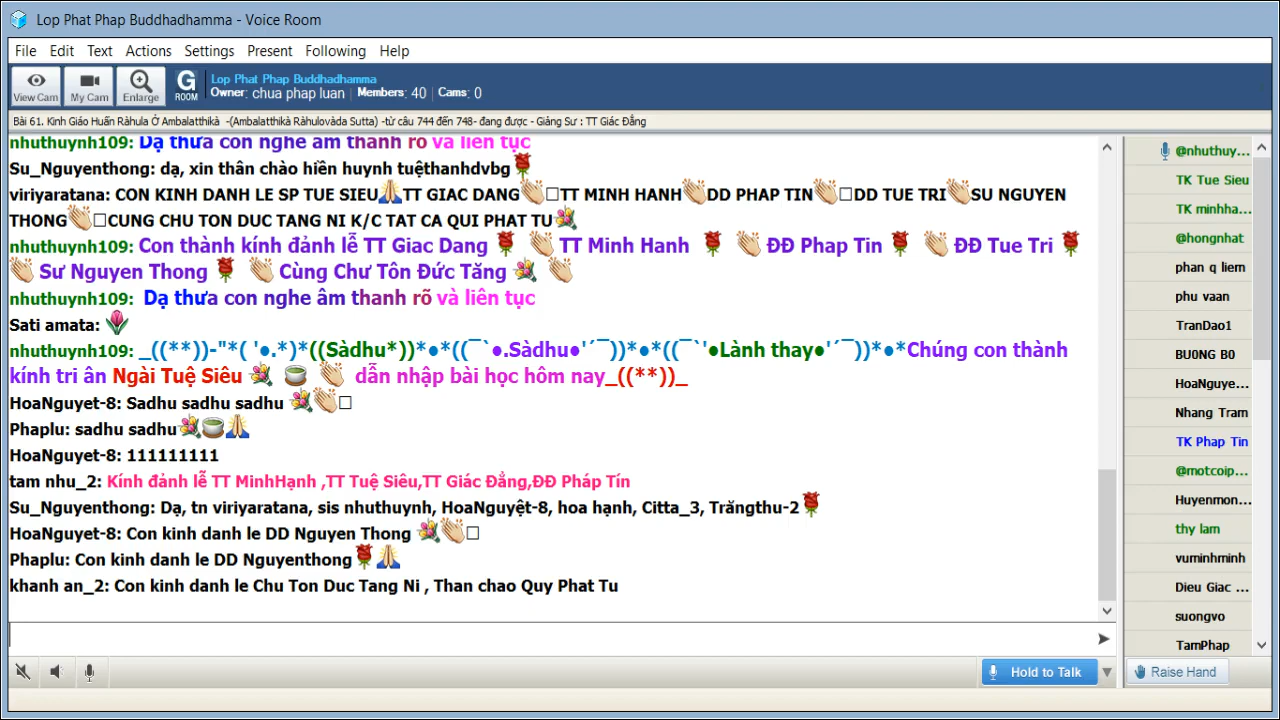 Lop Phat Phap Buddhadhamma - Voice Room
File Edit Text Actions Settings Present Following Help
View Cam My Cam Enlarge G ROOM Lop Phat Phap Buddhadhamma
Owner: chua phap luan | Members: 40 | Cams: 0
Bài 61. Kinh Giáo Huấn Ràhula Ở Ambalatthikà -(Ambalatthikà Ràhulovàda Sutta) -từ câu 744 đến 748- đang được - Giảng Sư : TT Giác Đẳng
nhuthuynh109: Dạ thưa con nghe âm thanh rõ và liên tục
Su_Nguyenthong: dạ, xin thân chào hiền huynh tuệthanhdvbg
viriyaratana: CON KINH DANH LE SP TUE SIEU TT GIAC DANG TT MINH HANH DD PHAP TIN DD TUE TRI SU NGUYEN
THONG CUNG CHU TON DUC TANG NI K/C TAT CA QUI PHAT TU
nhuthuynh109: Con thành kính đảnh lễ TT Giac Dang TT Minh Hanh ĐĐ Phap Tin ĐĐ Tue Tri
Sư Nguyen Thong Cùng Chư Tôn Đức Tăng
nhuthuynh109: Dạ thưa con nghe âm thanh rõ và liên tục
Sati amata:
nhuthuynh109: _((**))-"*( '●.*)*((Sàdhu*))*●*((¯`●.Sàdhu●'´¯))*●*((¯`'●Lành thay●'´¯))*●*Chúng con thành
kính tri ân Ngài Tuệ Siêu dẫn nhập bài học hôm nay_((**))_
HoaNguyet-8: Sadhu sadhu sadhu
Phaplu: sadhu sadhu
HoaNguyet-8: 111111111
tam nhu_2: Kính đảnh lễ TT MinhHạnh ,TT Tuệ Siêu,TT Giác Đẳng,ĐĐ Pháp Tín
Su_Nguyenthong: Dạ, tn viriyaratana, sis nhuthuynh, HoaNguyệt-8, hoa hạnh, Citta_3, Trăngthu-2
HoaNguyet-8: Con kinh danh le DD Nguyen Thong
Phaplu: Con kinh danh le DD Nguyenthong
khanh an_2: Con kinh danh le Chu Ton Duc Tang Ni , Than chao Quy Phat Tu
@nhuthuy...
TK Tue Sieu
TK minhha...
@hongnhat
phan q liem
phu vaan
TranDao1
BU0NG B0
HoaNguye...
Nhang Tram
TK Phap Tin
@motcoip...
Huyenmon...
thy lam
vuminhminh
Dieu Giac ...
suongvo
TamPhap
Hold to Talk
Raise Hand